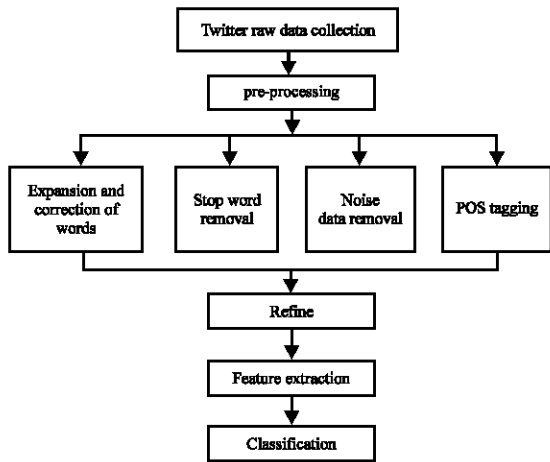 Twitter raw data collection
pre-processing
Expansion and
correction of
words
Stop word
removal
Noise
data removal
POS tagging
Refine
Feature extraction
Classification